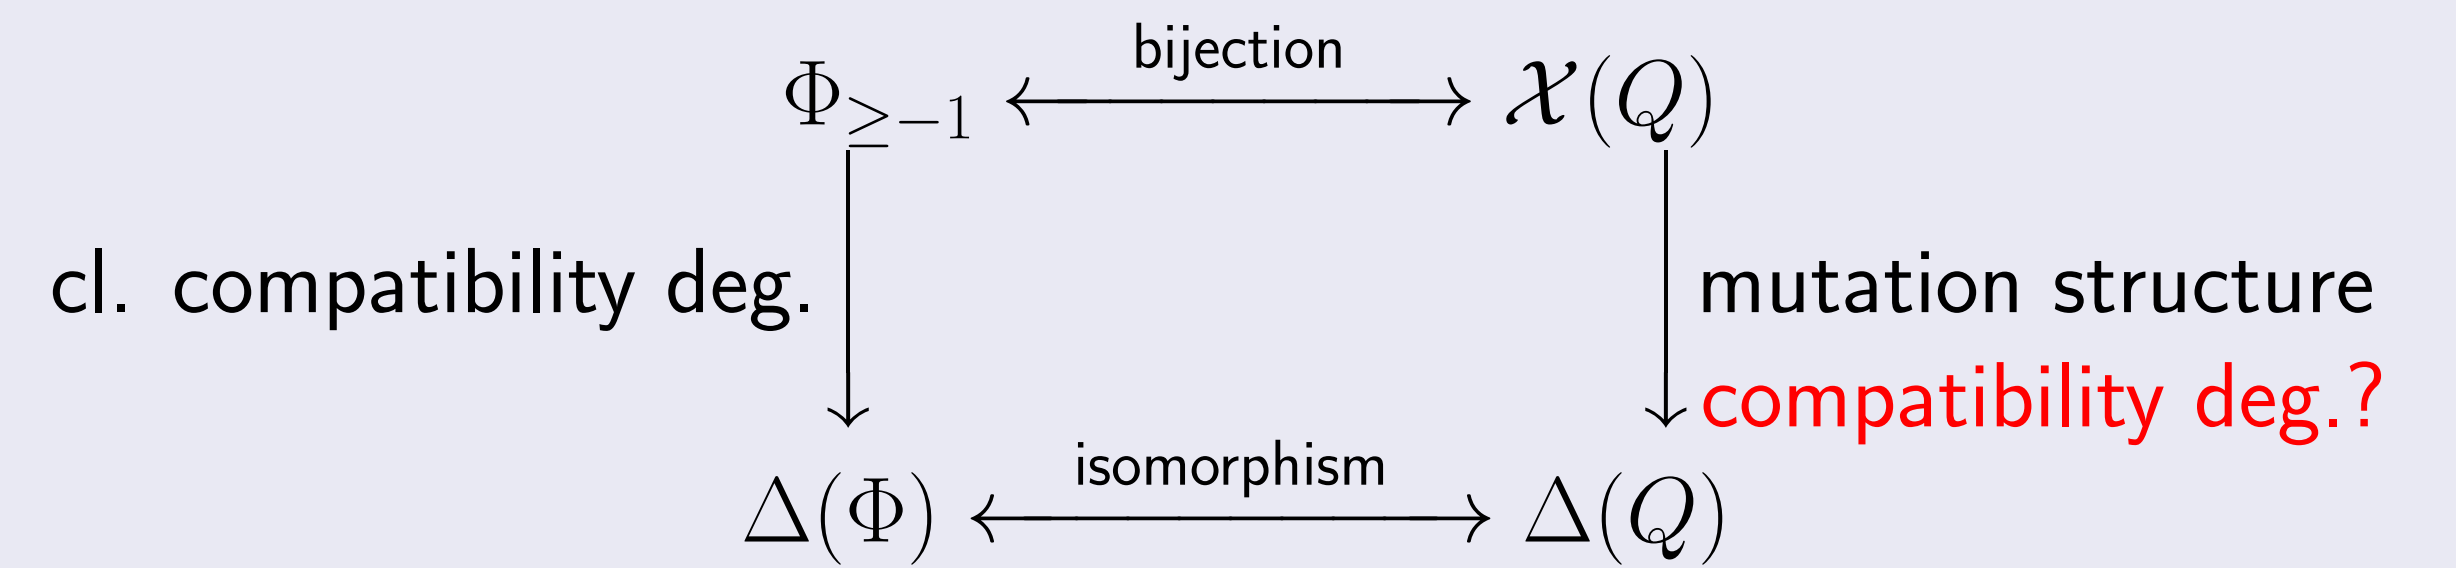 bijection
Φ≥−1 ⟷ 𝒳(Q)
cl. compatibility deg.
mutation structure
compatibility deg.?
isomorphism
Δ(Φ) ⟷ Δ(Q)